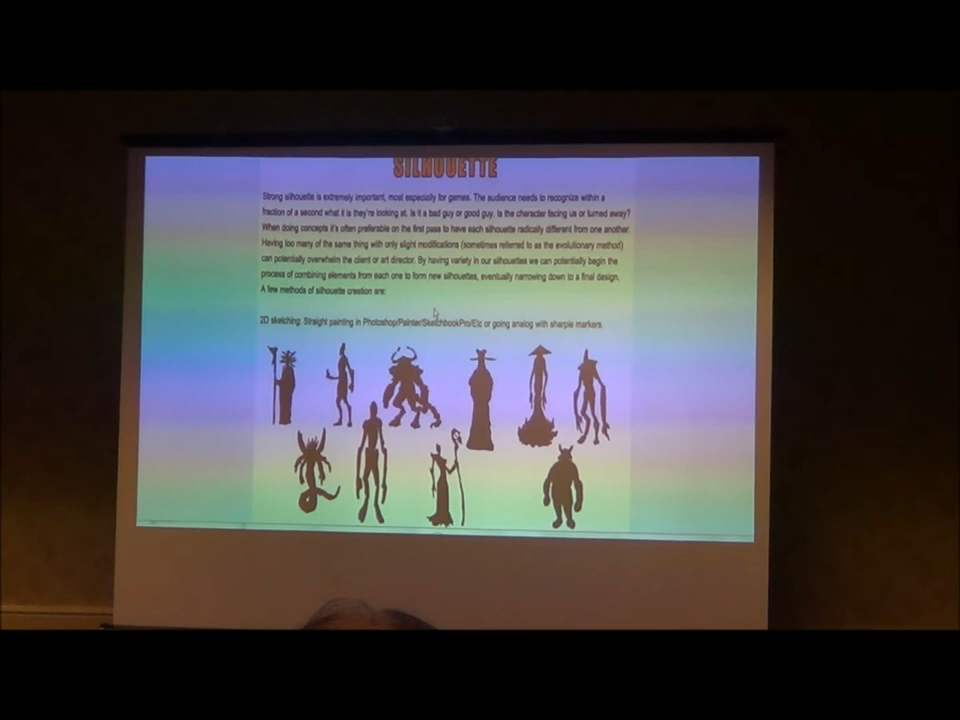 SILHOUETTE
Strong silhouette is extremely important, most especially for games. The audience needs to recognize within a
fraction of a second what it is they're looking at. Is it a bad guy or good guy. Is the character facing us or turned away?
When doing concepts it's often preferable on the first pass to have each silhouette radically different from one another.
Having too many of the same thing with only slight modifications (sometimes referred to as the evolutionary method)
can potentially overwhelm the client or art director. By having variety in our silhouettes we can potentially begin the
process of combining elements from each one to form new silhouettes, eventually narrowing down to a final design.
A few methods of silhouette creation are:
2D sketching: Straight painting in Photoshop/Painter/SketchbookPro/Etc or going analog with sharpie markers.